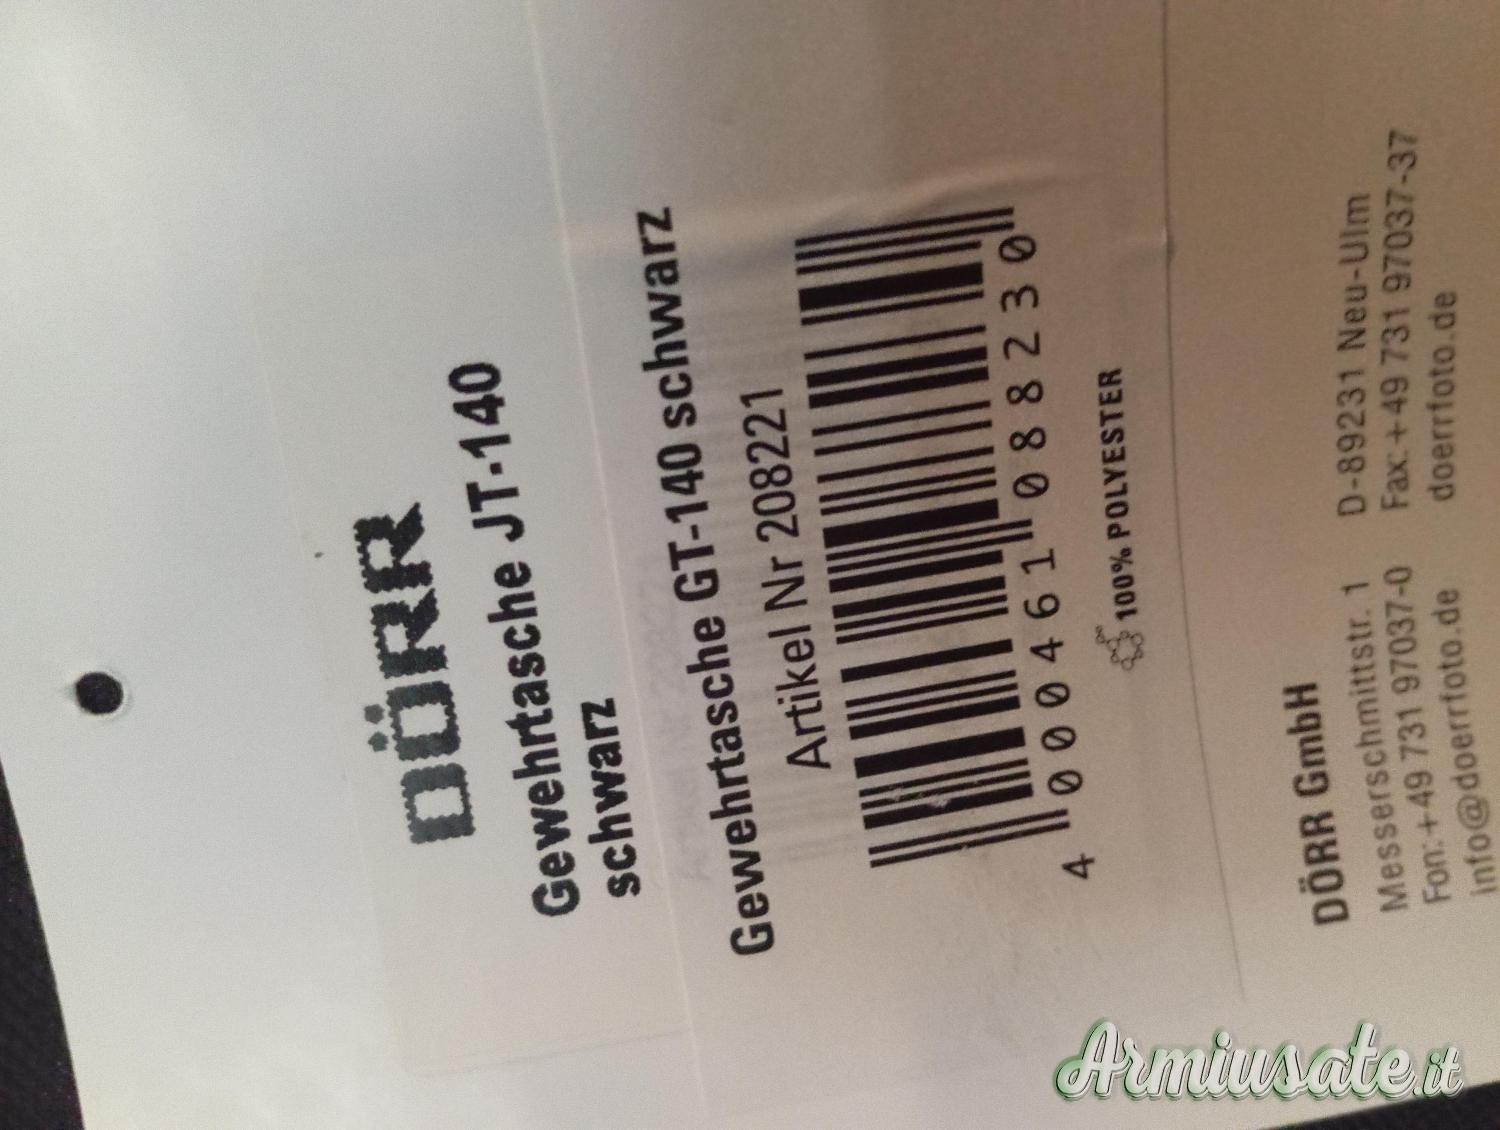 DÖRR
Gewehrtasche JT-140
schwarz
Gewehrtasche GT-140 schwarz
Artikel Nr 208221
4 000461 088230
100% POLYESTER
DÖRR GmbH
Messerschmittstr. 1 D-89231 Neu-Ulm
Fon: +49 731 97037-0 Fax: +49 731 97037-37
info@doerrfoto.de doerrfoto.de
Armiusate.it